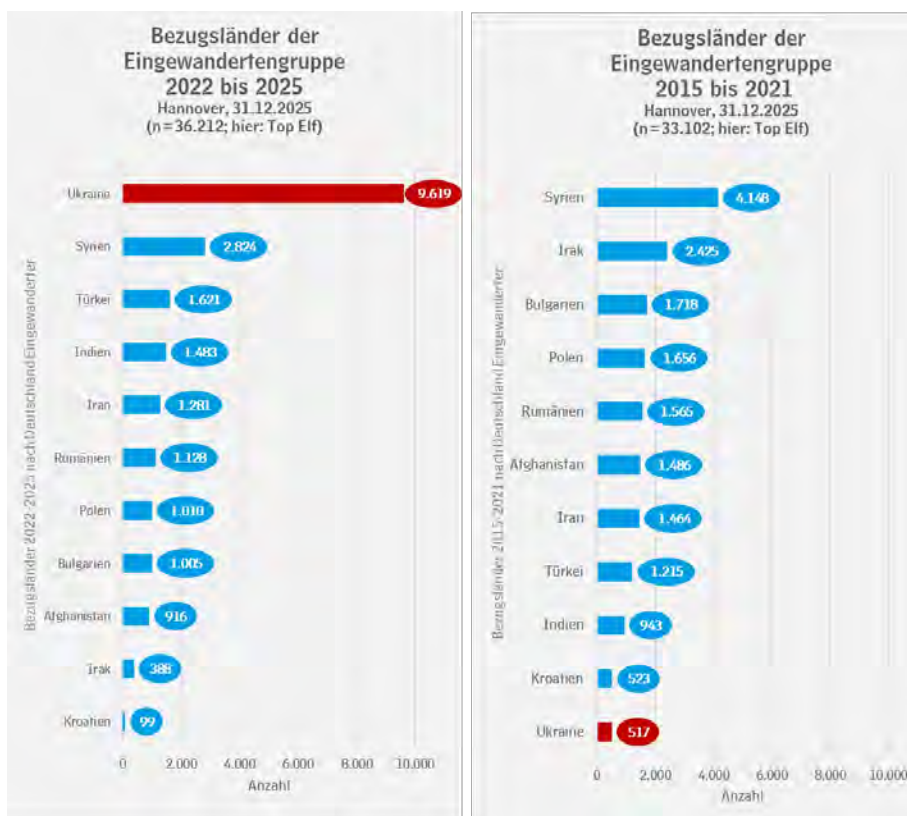 Bezugsländer der
Eingewandertengruppe
2022 bis 2025
Hannover, 31.12.2025
(n=36.212; hier: Top Elf)
Bezugsländer 2022-2025 nach Deutschland Eingewanderter
Ukraine 9.619
Syrien 2.824
Türkei 1.621
Indien 1.483
Iran 1.281
Rumänien 1.128
Polen 1.010
Bulgarien 1.005
Afghanistan 916
Irak 388
Kroatien 99
0 2.000 4.000 6.000 8.000 10.000
Anzahl
Bezugsländer der
Eingewandertengruppe
2015 bis 2021
Hannover, 31.12.2025
(n=33.102; hier: Top Elf)
Bezugsländer 2015-2021 nach Deutschland Eingewanderter
Syrien 4.148
Irak 2.425
Bulgarien 1.718
Polen 1.656
Rumänien 1.565
Afghanistan 1.486
Iran 1.464
Türkei 1.215
Indien 943
Kroatien 523
Ukraine 517
0 2.000 4.000 6.000 8.000 10.000
Anzahl